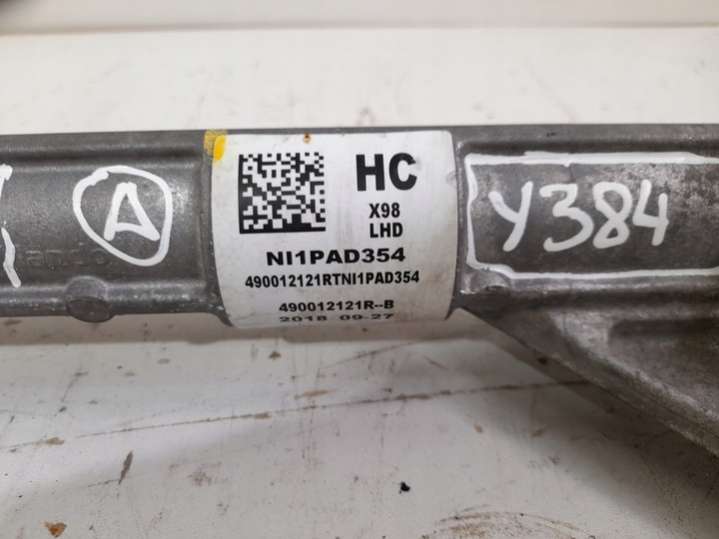 A
HC
X98
LHD
NI1PAD354
490012121RTNI1PAD354
490012121R--B
2018 09-27
Y384